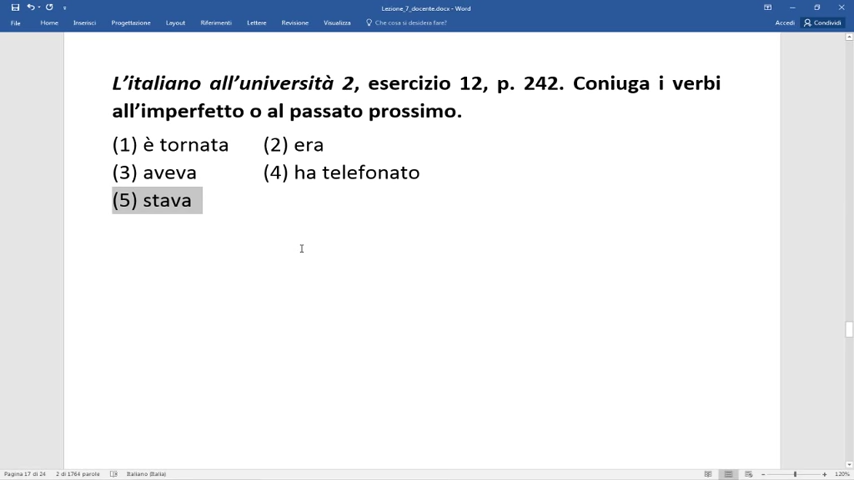 Lezione_7_docente.docx - Word
File Home Inserisci Progettazione Layout Riferimenti Lettere Revisione Visualizza Che cosa si desidera fare? Accedi Condividi
L’italiano all’università 2, esercizio 12, p. 242. Coniuga i verbi
all’imperfetto o al passato prossimo.
(1) è tornata (2) era
(3) aveva (4) ha telefonato
(5) stava
Pagina 17 di 24 2 di 1764 parole Italiano (Italia) 120%